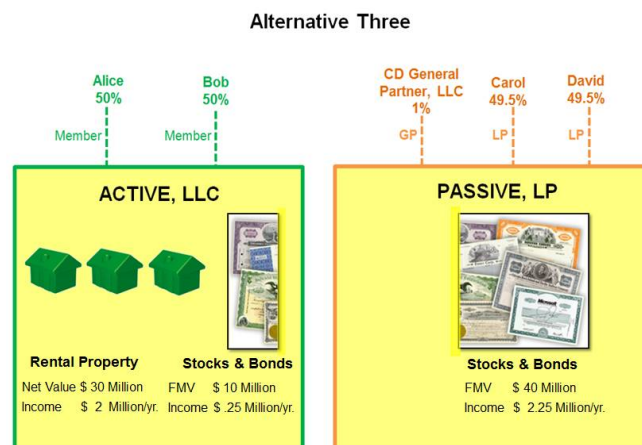 Alternative Three
Alice
50%
Bob
50%
CD General
Partner, LLC
1%
Carol
49.5%
David
49.5%
Member
Member
GP
LP
LP
ACTIVE, LLC
Rental Property
Net Value $ 30 Million
Income $ 2 Million/yr.
Stocks & Bonds
FMV $ 10 Million
Income $ .25 Million/yr.
PASSIVE, LP
Stocks & Bonds
FMV $ 40 Million
Income $ 2.25 Million/yr.